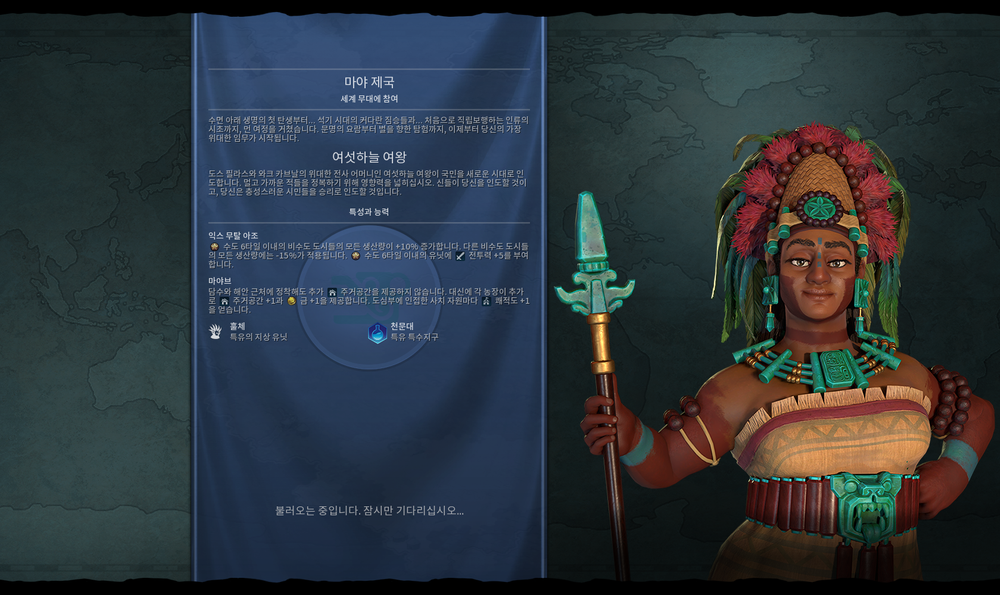 마야 제국
세계 무대에 참여
수면 아래 생명의 첫 탄생부터... 석기 시대의 커다란 짐승들과... 처음으로 직립보행하는 인류의
시초까지, 먼 여정을 거쳤습니다. 문명의 요람부터 별을 향한 탐험까지, 이제부터 당신의 가장
위대한 임무가 시작됩니다.
여섯하늘 여왕
도스 필라스와 와크 카브날의 위대한 전사 어머니인 여섯하늘 여왕이 국민을 새로운 시대로 인
도합니다. 멀고 가까운 적들을 정복하기 위해 영향력을 넓히십시오. 신들이 당신을 인도할 것이
고, 당신은 충성스러운 시민들을 승리로 인도할 것입니다.
특성과 능력
익스 무탈 아조
수도 6타일 이내의 비수도 도시들의 모든 생산량이 +10% 증가합니다. 다른 비수도 도시들
의 모든 생산량에는 -15%가 적용됩니다. 수도 6타일 이내의 유닛에 전투력 +5를 부여
합니다.
마야브
담수와 해안 근처에 정착해도 추가 주거공간을 제공하지 않습니다. 대신에 각 농장이 추가
로 주거공간 +1과 금 +1을 제공합니다. 도심부에 인접한 사치 자원마다 쾌적도 +1
을 얻습니다.
훌체
특유의 지상 유닛
천문대
특유 특수지구
불러오는 중입니다. 잠시만 기다리십시오...